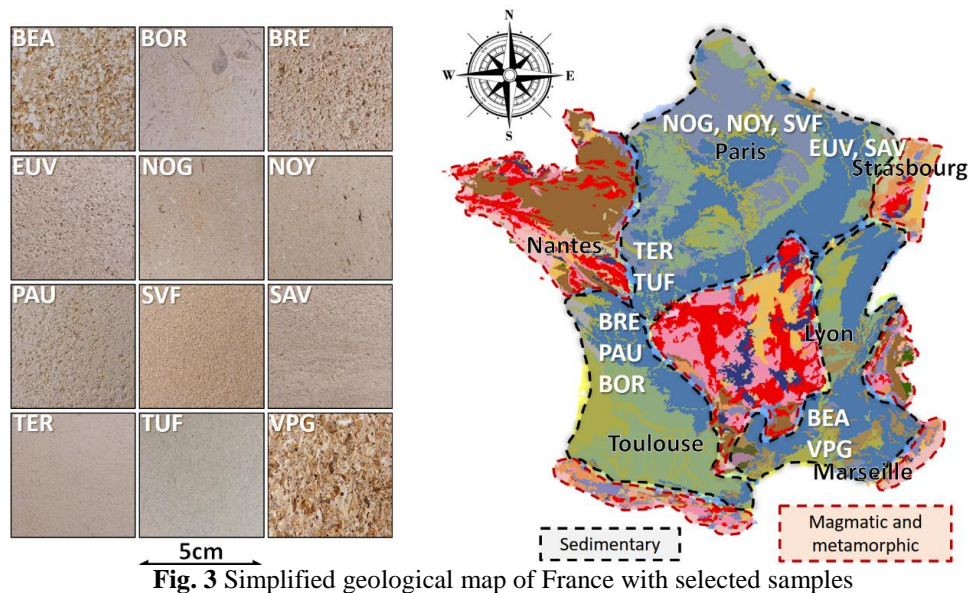 BEA BOR BRE
EUV NOG NOY
PAU SVF SAV
TER TUF VPG
5cm
N
W E
S
NOG, NOY, SVF
Paris
EUV, SAV
Strasbourg
Nantes
TER
TUF
BRE
PAU
BOR
Lyon
Toulouse
BEA
VPG
Marseille
Sedimentary
Magmatic and
metamorphic
Fig. 3 Simplified geological map of France with selected samples